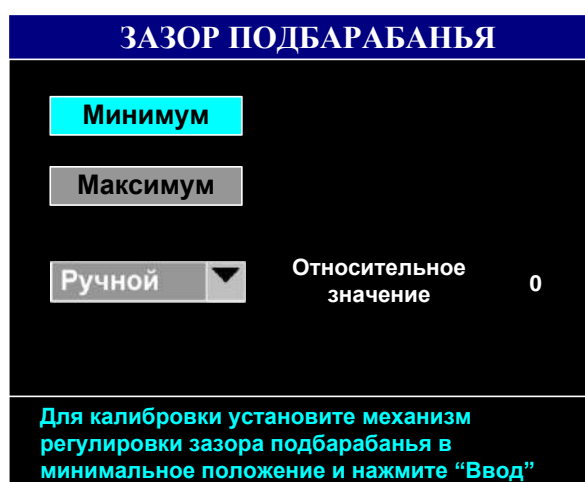 ЗАЗОР ПОДБАРАБАНЬЯ
Минимум
Максимум
Ручной
Относительное
значение
0
Для калибровки установите механизм
регулировки зазора подбарабанья в
минимальное положение и нажмите “Ввод”